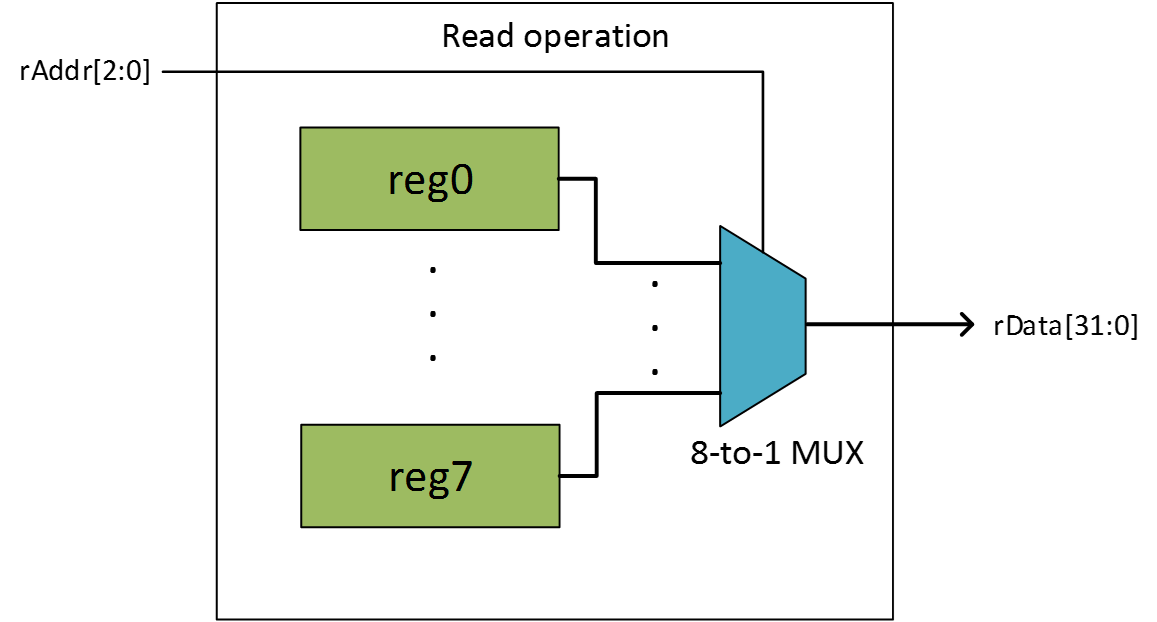 Read operation
rAddr[2:0]
reg0
rData[31:0]
8-to-1 MUX
reg7